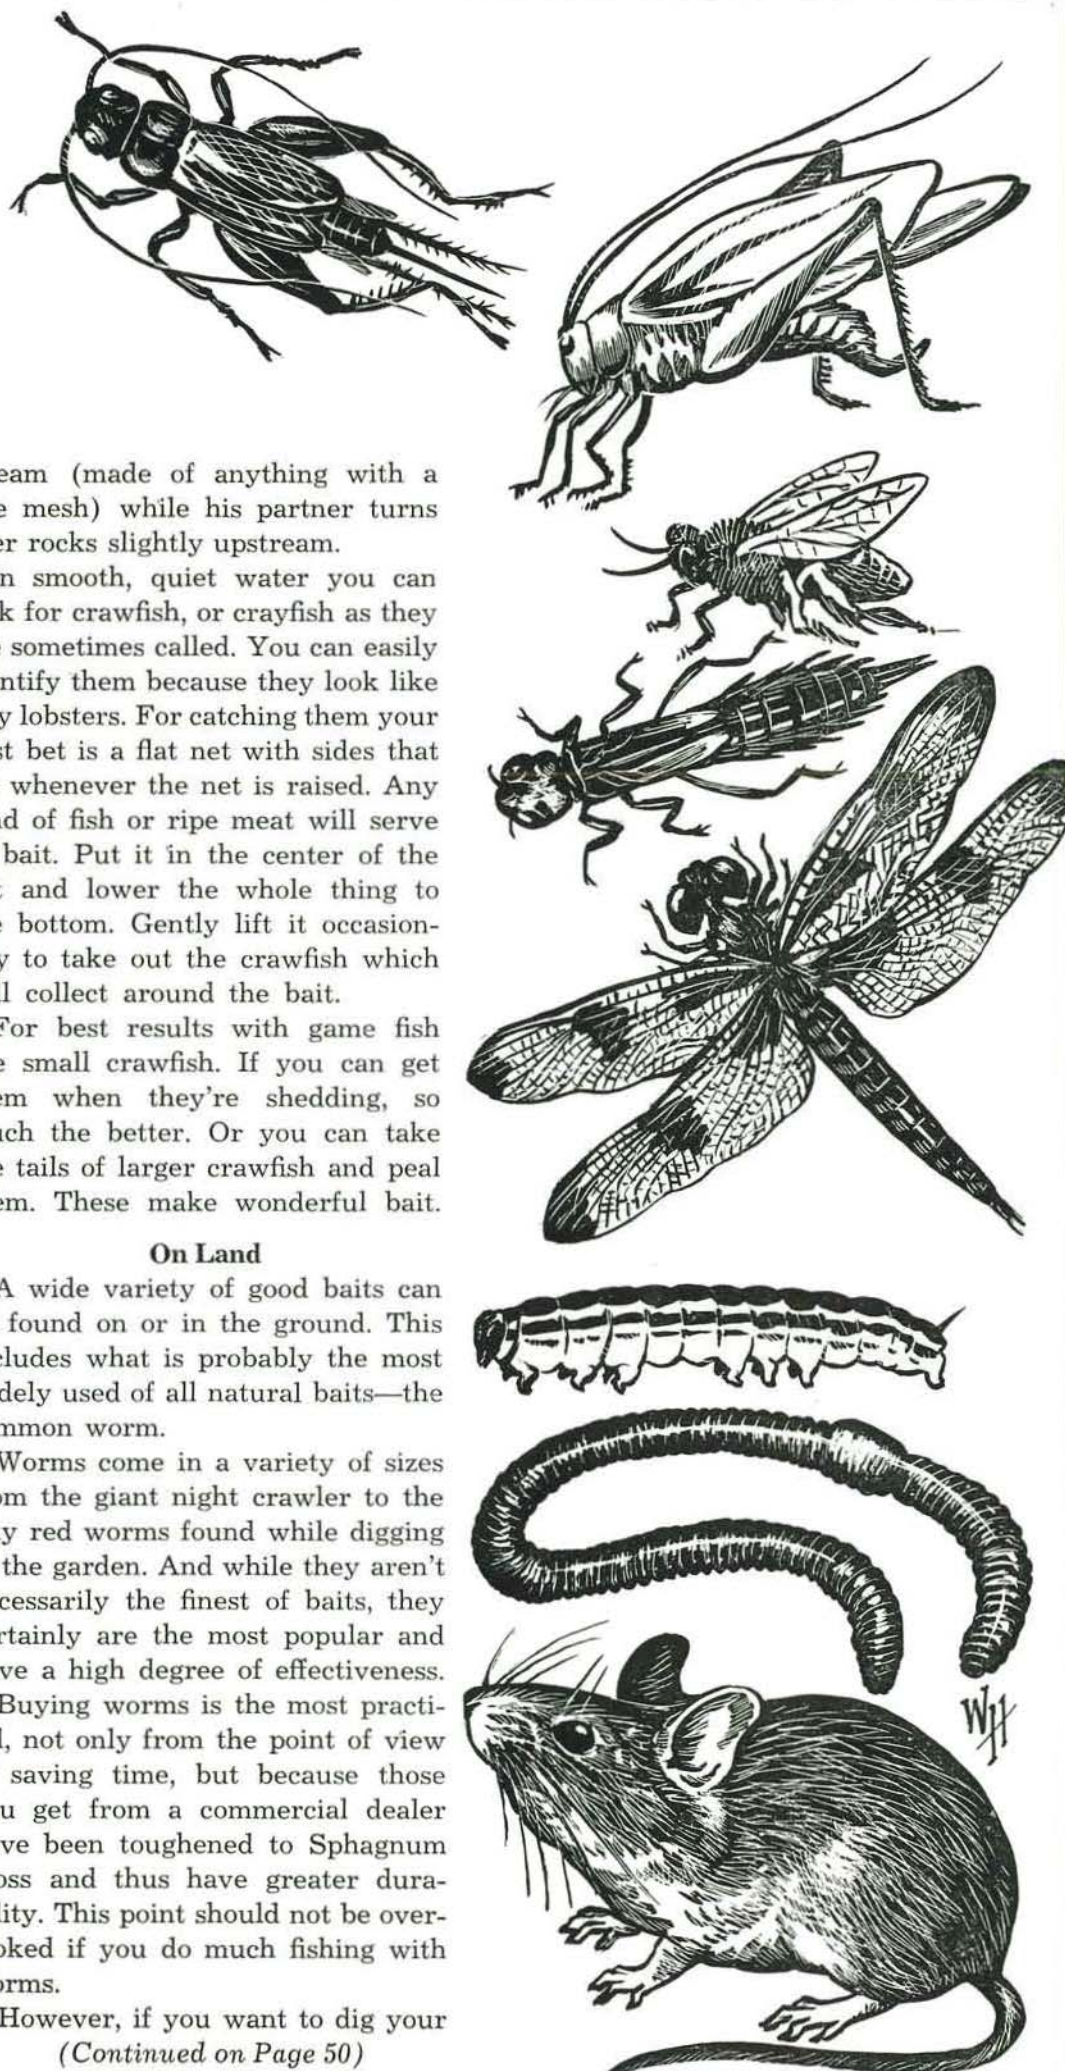 eam (made of anything with a
e mesh) while his partner turns
er rocks slightly upstream.
n smooth, quiet water you can
k for crawfish, or crayfish as they
e sometimes called. You can easily
ntify them because they look like
y lobsters. For catching them your
st bet is a flat net with sides that
whenever the net is raised. Any
nd of fish or ripe meat will serve
bait. Put it in the center of the
t and lower the whole thing to
e bottom. Gently lift it occasion-
y to take out the crawfish which
ll collect around the bait.
For best results with game fish
e small crawfish. If you can get
em when they're shedding, so
uch the better. Or you can take
e tails of larger crawfish and peal
em. These make wonderful bait.
On Land
A wide variety of good baits can
found on or in the ground. This
cludes what is probably the most
dely used of all natural baits—the
mmon worm.
Worms come in a variety of sizes
om the giant night crawler to the
y red worms found while digging
the garden. And while they aren't
cessarily the finest of baits, they
rtainly are the most popular and
ve a high degree of effectiveness.
Buying worms is the most practi-
l, not only from the point of view
saving time, but because those
u get from a commercial dealer
ve been toughened to Sphagnum
oss and thus have greater dura-
lity. This point should not be over-
oked if you do much fishing with
orms.
However, if you want to dig your
(Continued on Page 50)
WH